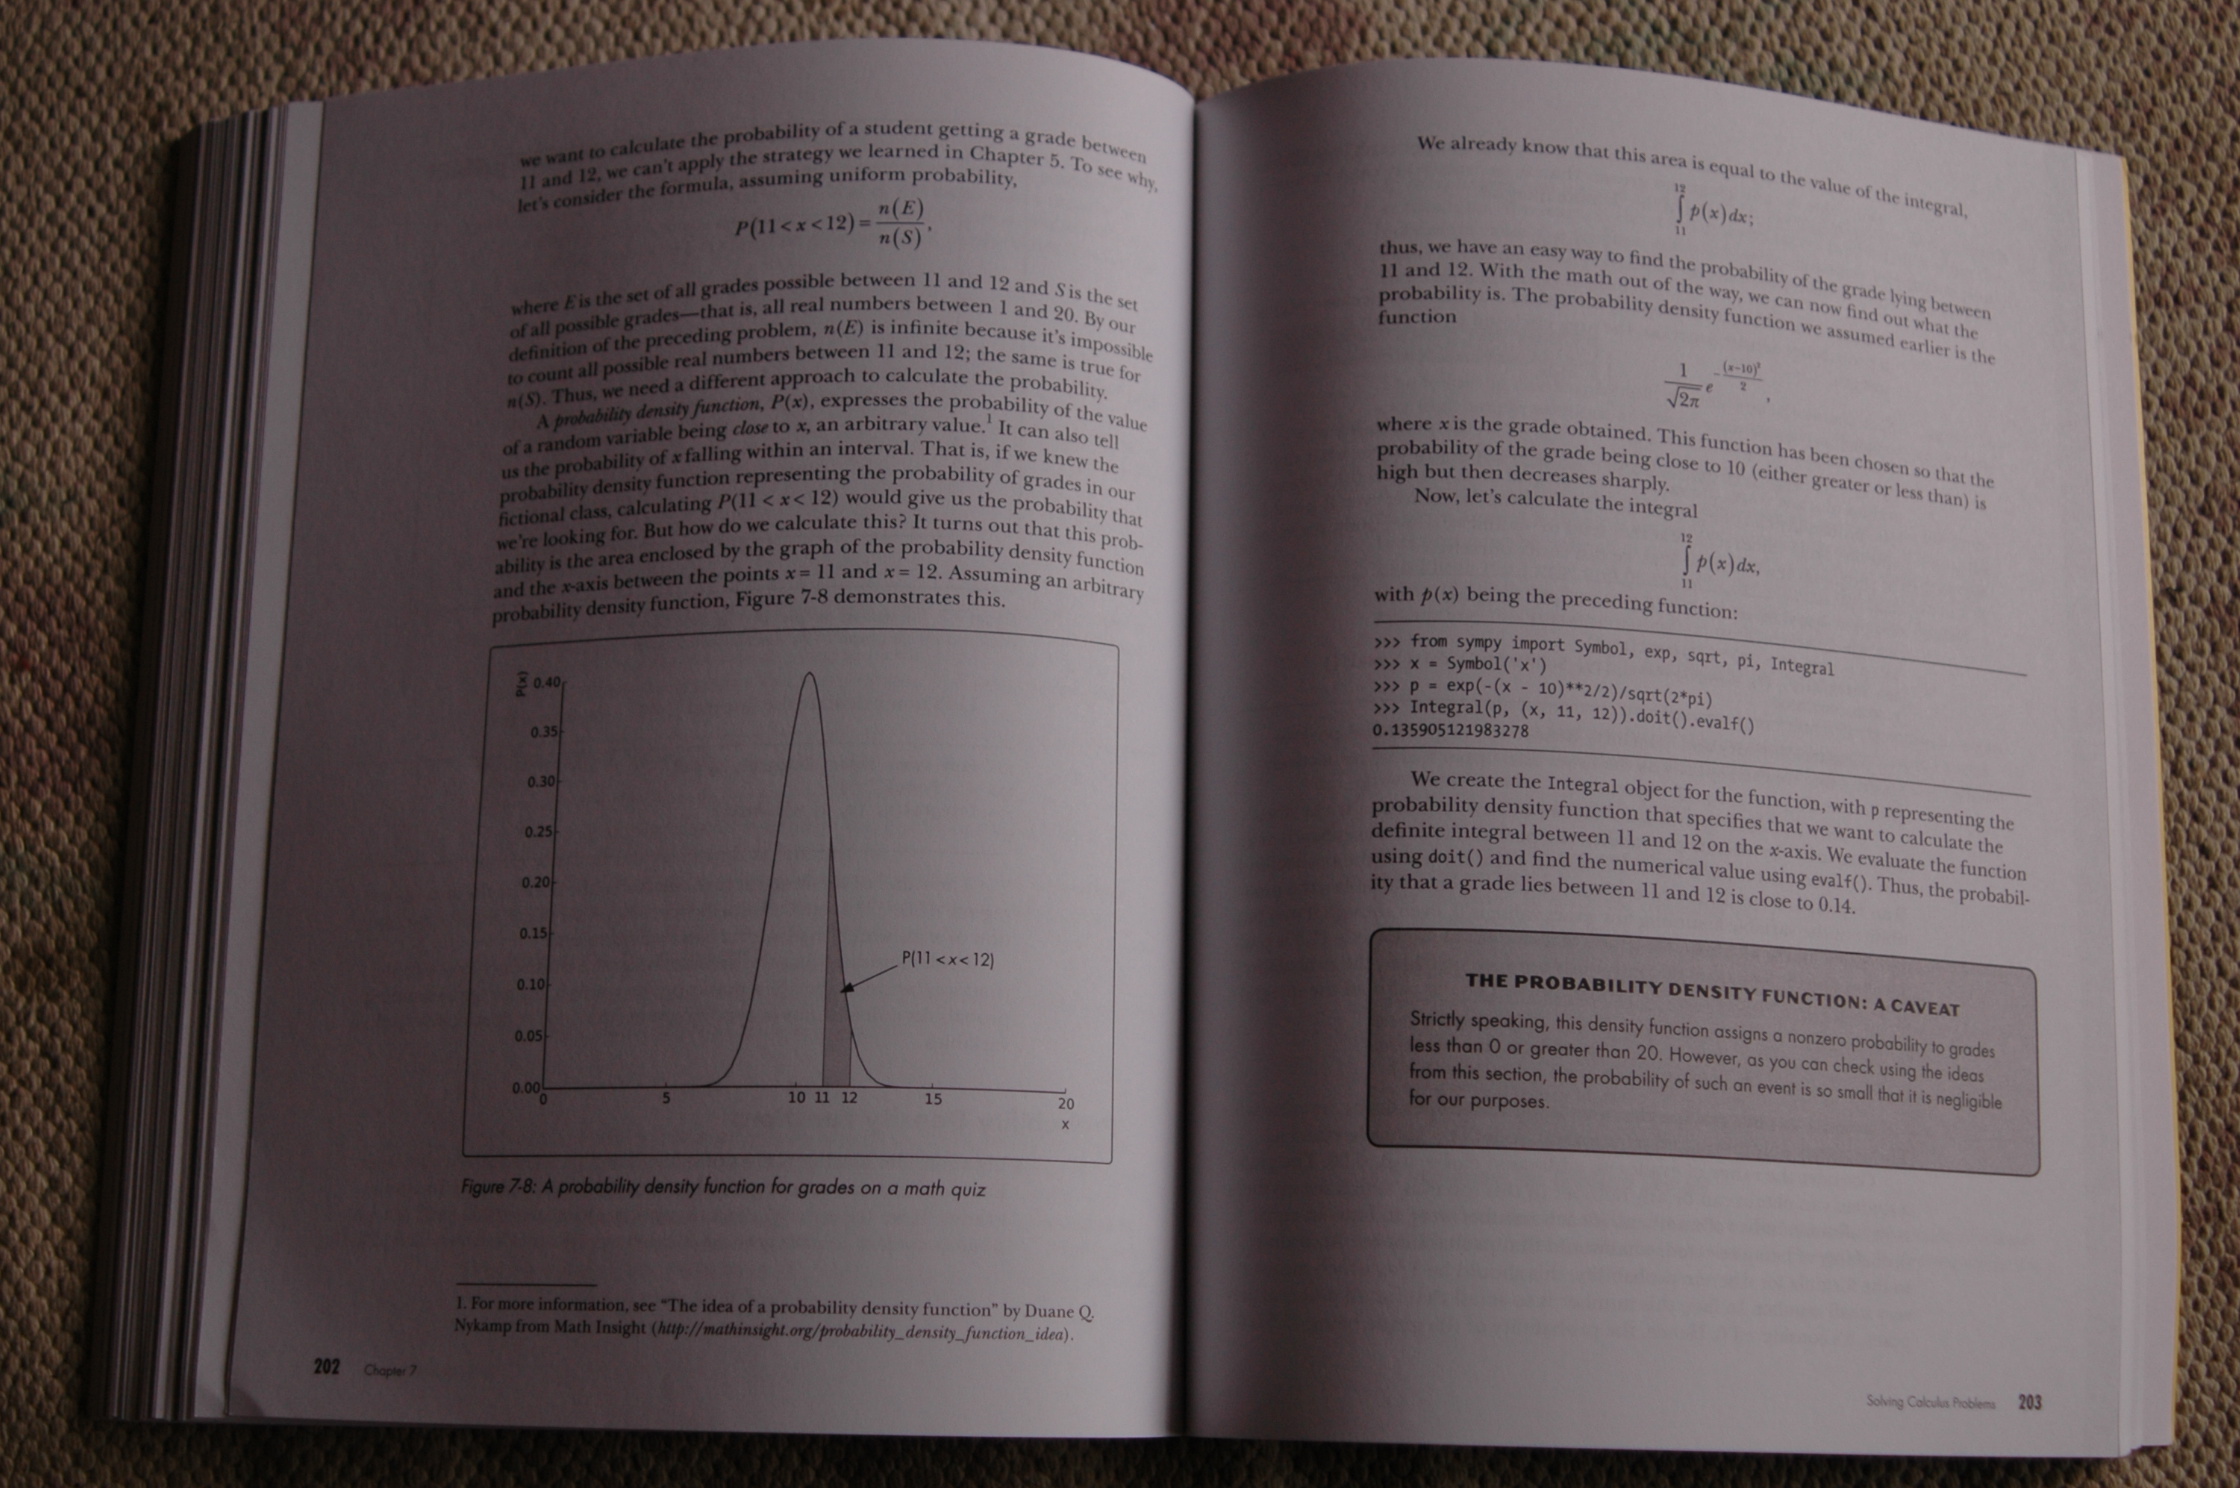 we want to calculate the probability of a student getting a grade between
11 and 12, we can't apply the strategy we learned in Chapter 5. To see why,
let's consider the formula, assuming uniform probability,
P(11 < x < 12) = n(E)/n(S),
where E is the set of all grades possible between 11 and 12 and S is the set
of all possible grades—that is, all real numbers between 1 and 20. By our
definition of the preceding problem, n(E) is infinite because it's impossible
to count all possible real numbers between 11 and 12; the same is true for
n(S). Thus, we need a different approach to calculate the probability.
A probability density function, P(x), expresses the probability of the value
of a random variable being close to x, an arbitrary value.¹ It can also tell
us the probability of x falling within an interval. That is, if we knew the
probability density function representing the probability of grades in our
fictional class, calculating P(11 < x < 12) would give us the probability that
we're looking for. But how do we calculate this? It turns out that this prob-
ability is the area enclosed by the graph of the probability density function
and the x-axis between the points x = 11 and x = 12. Assuming an arbitrary
probability density function, Figure 7-8 demonstrates this.
P(x)
0.40
0.35
0.30
0.25
0.20
0.15
P(11 < x < 12)
0.10
0.05
0.00
0 5 10 11 12 15 20
x
Figure 7-8: A probability density function for grades on a math quiz
1. For more information, see "The idea of a probability density function" by Duane Q.
Nykamp from Math Insight (http://mathinsight.org/probability_density_function_idea).
202 Chapter 7
We already know that this area is equal to the value of the integral,
12
∫ p(x)dx;
11
thus, we have an easy way to find the probability of the grade lying between
11 and 12. With the math out of the way, we can now find out what the
probability is. The probability density function we assumed earlier is the
function
1/√2π e^−(x−10)²/2,
where x is the grade obtained. This function has been chosen so that the
probability of the grade being close to 10 (either greater or less than) is
high but then decreases sharply.
Now, let's calculate the integral
12
∫ p(x)dx,
11
with p(x) being the preceding function:
>>> from sympy import Symbol, exp, sqrt, pi, Integral
>>> x = Symbol('x')
>>> p = exp(-(x - 10)**2/2)/sqrt(2*pi)
>>> Integral(p, (x, 11, 12)).doit().evalf()
0.135905121983278
We create the Integral object for the function, with p representing the
probability density function that specifies that we want to calculate the
definite integral between 11 and 12 on the x-axis. We evaluate the function
using doit() and find the numerical value using evalf(). Thus, the probabil-
ity that a grade lies between 11 and 12 is close to 0.14.
THE PROBABILITY DENSITY FUNCTION: A CAVEAT
Strictly speaking, this density function assigns a nonzero probability to grades
less than 0 or greater than 20. However, as you can check using the ideas
from this section, the probability of such an event is so small that it is negligible
for our purposes.
Solving Calculus Problems 203